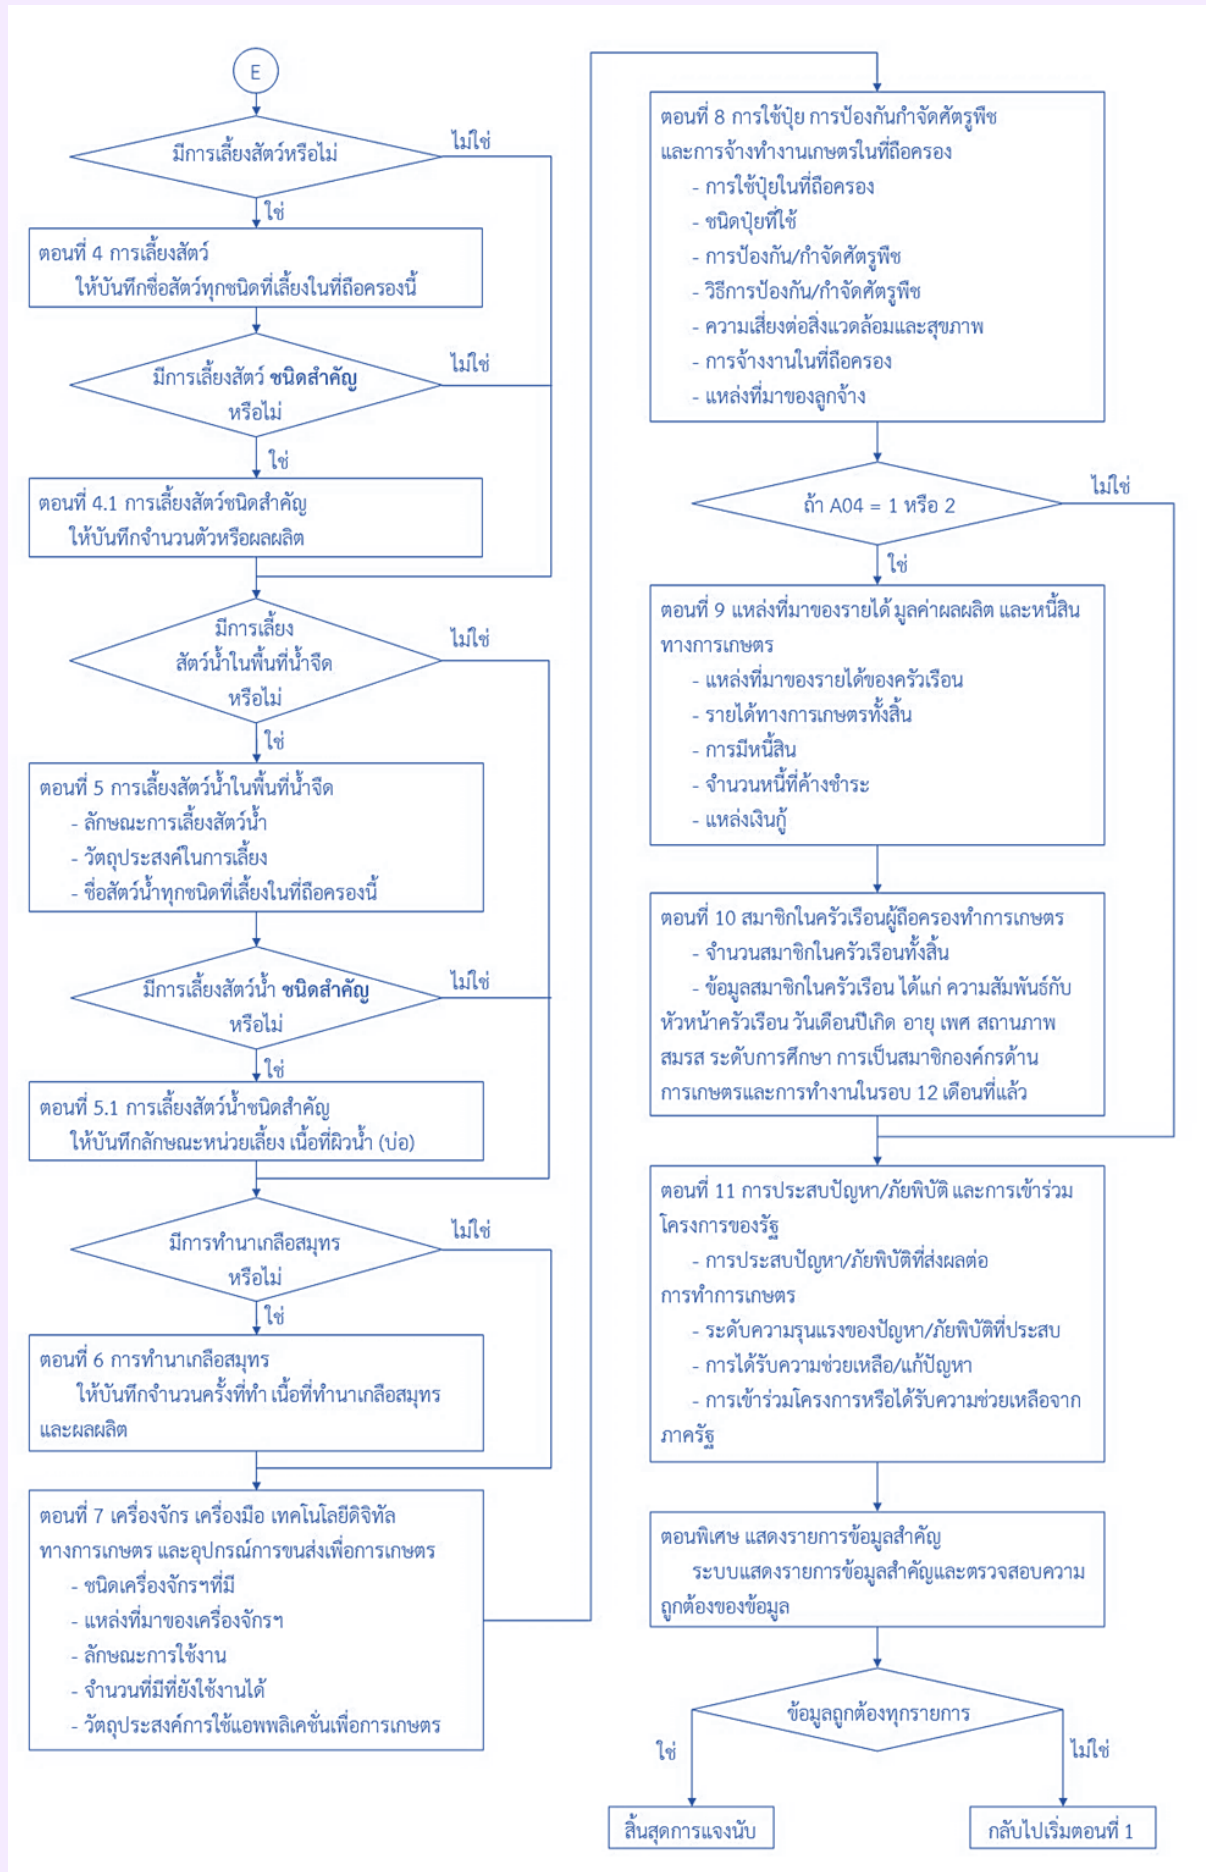 E
มีการเลี้ยงสัตว์หรือไม่
ไม่ใช่
ใช่
ตอนที่ 4 การเลี้ยงสัตว์
ให้บันทึกชื่อสัตว์ทุกชนิดที่เลี้ยงในที่ถือครองนี้
มีการเลี้ยงสัตว์ ชนิดสำคัญ
หรือไม่
ไม่ใช่
ใช่
ตอนที่ 4.1 การเลี้ยงสัตว์ชนิดสำคัญ
ให้บันทึกจำนวนตัวหรือผลผลิต
มีการเลี้ยง
สัตว์น้ำในพื้นที่น้ำจืด
หรือไม่
ไม่ใช่
ใช่
ตอนที่ 5 การเลี้ยงสัตว์น้ำในพื้นที่น้ำจืด
- ลักษณะการเลี้ยงสัตว์น้ำ
- วัตถุประสงค์ในการเลี้ยง
- ชื่อสัตว์น้ำทุกชนิดที่เลี้ยงในที่ถือครองนี้
มีการเลี้ยงสัตว์น้ำ ชนิดสำคัญ
หรือไม่
ไม่ใช่
ใช่
ตอนที่ 5.1 การเลี้ยงสัตว์น้ำชนิดสำคัญ
ให้บันทึกลักษณะหน่วยเลี้ยง เนื้อที่ผิวน้ำ (บ่อ)
มีการทำนาเกลือสมุทร
หรือไม่
ไม่ใช่
ใช่
ตอนที่ 6 การทำนาเกลือสมุทร
ให้บันทึกจำนวนครั้งที่ทำ เนื้อที่ทำนาเกลือสมุทร
และผลผลิต
ตอนที่ 7 เครื่องจักร เครื่องมือ เทคโนโลยีดิจิทัล
ทางการเกษตร และอุปกรณ์การขนส่งเพื่อการเกษตร
- ชนิดเครื่องจักรฯที่มี
- แหล่งที่มาของเครื่องจักรฯ
- ลักษณะการใช้งาน
- จำนวนที่มีที่ยังใช้งานได้
- วัตถุประสงค์การใช้แอพพลิเคชั่นเพื่อการเกษตร
ตอนที่ 8 การใช้ปุ๋ย การป้องกันกำจัดศัตรูพืช
และการจ้างทำงานเกษตรในที่ถือครอง
- การใช้ปุ๋ยในที่ถือครอง
- ชนิดปุ๋ยที่ใช้
- การป้องกัน/กำจัดศัตรูพืช
- วิธีการป้องกัน/กำจัดศัตรูพืช
- ความเสี่ยงต่อสิ่งแวดล้อมและสุขภาพ
- การจ้างงานในที่ถือครอง
- แหล่งที่มาของลูกจ้าง
ถ้า A04 = 1 หรือ 2
ไม่ใช่
ใช่
ตอนที่ 9 แหล่งที่มาของรายได้ มูลค่าผลผลิต และหนี้สิน
ทางการเกษตร
- แหล่งที่มาของรายได้ของครัวเรือน
- รายได้ทางการเกษตรทั้งสิ้น
- การมีหนี้สิน
- จำนวนหนี้ที่ค้างชำระ
- แหล่งเงินกู้
ตอนที่ 10 สมาชิกในครัวเรือนผู้ถือครองทำการเกษตร
- จำนวนสมาชิกในครัวเรือนทั้งสิ้น
- ข้อมูลสมาชิกในครัวเรือน ได้แก่ ความสัมพันธ์กับ
หัวหน้าครัวเรือน วันเดือนปีเกิด อายุ เพศ สถานภาพ
สมรส ระดับการศึกษา การเป็นสมาชิกองค์กรด้าน
การเกษตรและการทำงานในรอบ 12 เดือนที่แล้ว
ตอนที่ 11 การประสบปัญหา/ภัยพิบัติ และการเข้าร่วม
โครงการของรัฐ
- การประสบปัญหา/ภัยพิบัติที่ส่งผลต่อ
การทำการเกษตร
- ระดับความรุนแรงของปัญหา/ภัยพิบัติที่ประสบ
- การได้รับความช่วยเหลือ/แก้ปัญหา
- การเข้าร่วมโครงการหรือได้รับความช่วยเหลือจาก
ภาครัฐ
ตอนพิเศษ แสดงรายการข้อมูลสำคัญ
ระบบแสดงรายการข้อมูลสำคัญและตรวจสอบความ
ถูกต้องของข้อมูล
ข้อมูลถูกต้องทุกรายการ
ใช่
ไม่ใช่
สิ้นสุดการแจงนับ
กลับไปเริ่มตอนที่ 1